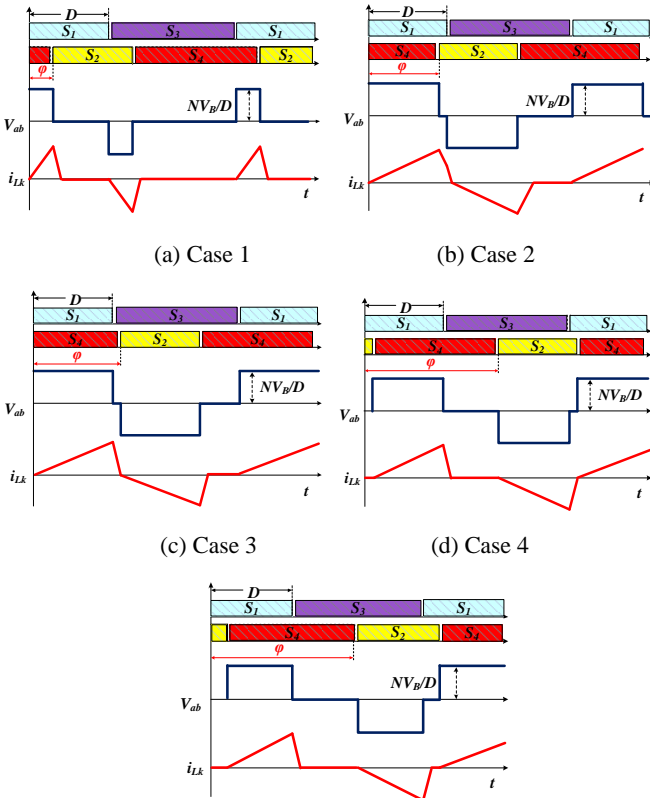 D
S1 S3 S1
S4 S2 S4 S2
φ
NVB/D
Vab
iLk
t
(a) Case 1
D
S1 S3 S1
S4 S2 S4
φ
NVB/D
Vab
iLk
t
(b) Case 2
D
S1 S3 S1
S4 S2 S4
φ
NVB/D
Vab
iLk
t
(c) Case 3
D
S1 S3 S1
S4 S2 S4
φ
NVB/D
Vab
iLk
t
(d) Case 4
D
S1 S3 S1
S4 S2 S4
φ
NVB/D
Vab
iLk
t